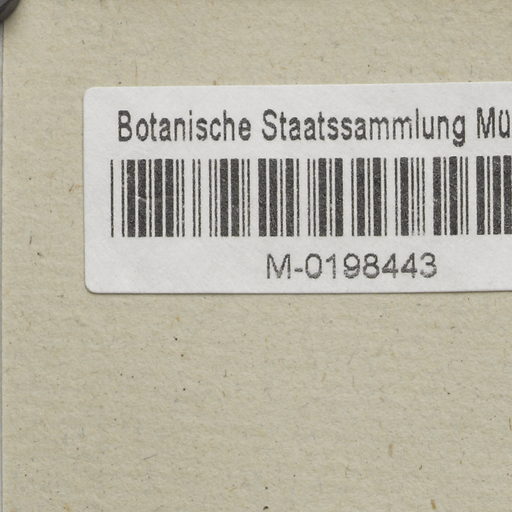 Botanische Staatssammlung Mü
M-0198443